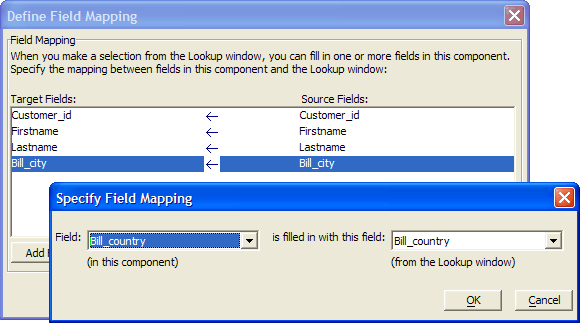 Define Field Mapping
Field Mapping
When you make a selection from the Lookup window, you can fill in one or more fields in this component.
Specify the mapping between fields in this component and the Lookup window:
Target Fields: Source Fields:
Customer_id ← Customer_id
Firstname ← Firstname
Lastname ← Lastname
Bill_city ← Bill_city
Specify Field Mapping
Field: Bill_country is filled in with this field: Bill_country
(in this component) (from the Lookup window)
Add
OK Cancel